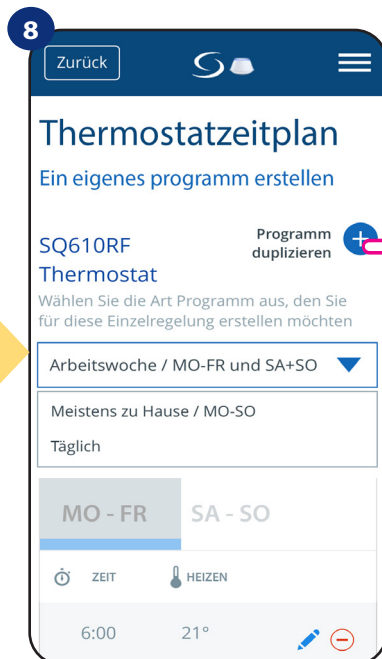 8
Zurück
Thermostatzeitplan
Ein eigenes programm erstellen
Programm
duplizieren
SQ610RF
Thermostat
Wählen Sie die Art Programm aus, den Sie
für diese Einzelregelung erstellen möchten
Arbeitswoche / MO-FR und SA+SO
Meistens zu Hause / MO-SO
Täglich
MO - FR SA - SO
ZEIT HEIZEN
6:00 21°